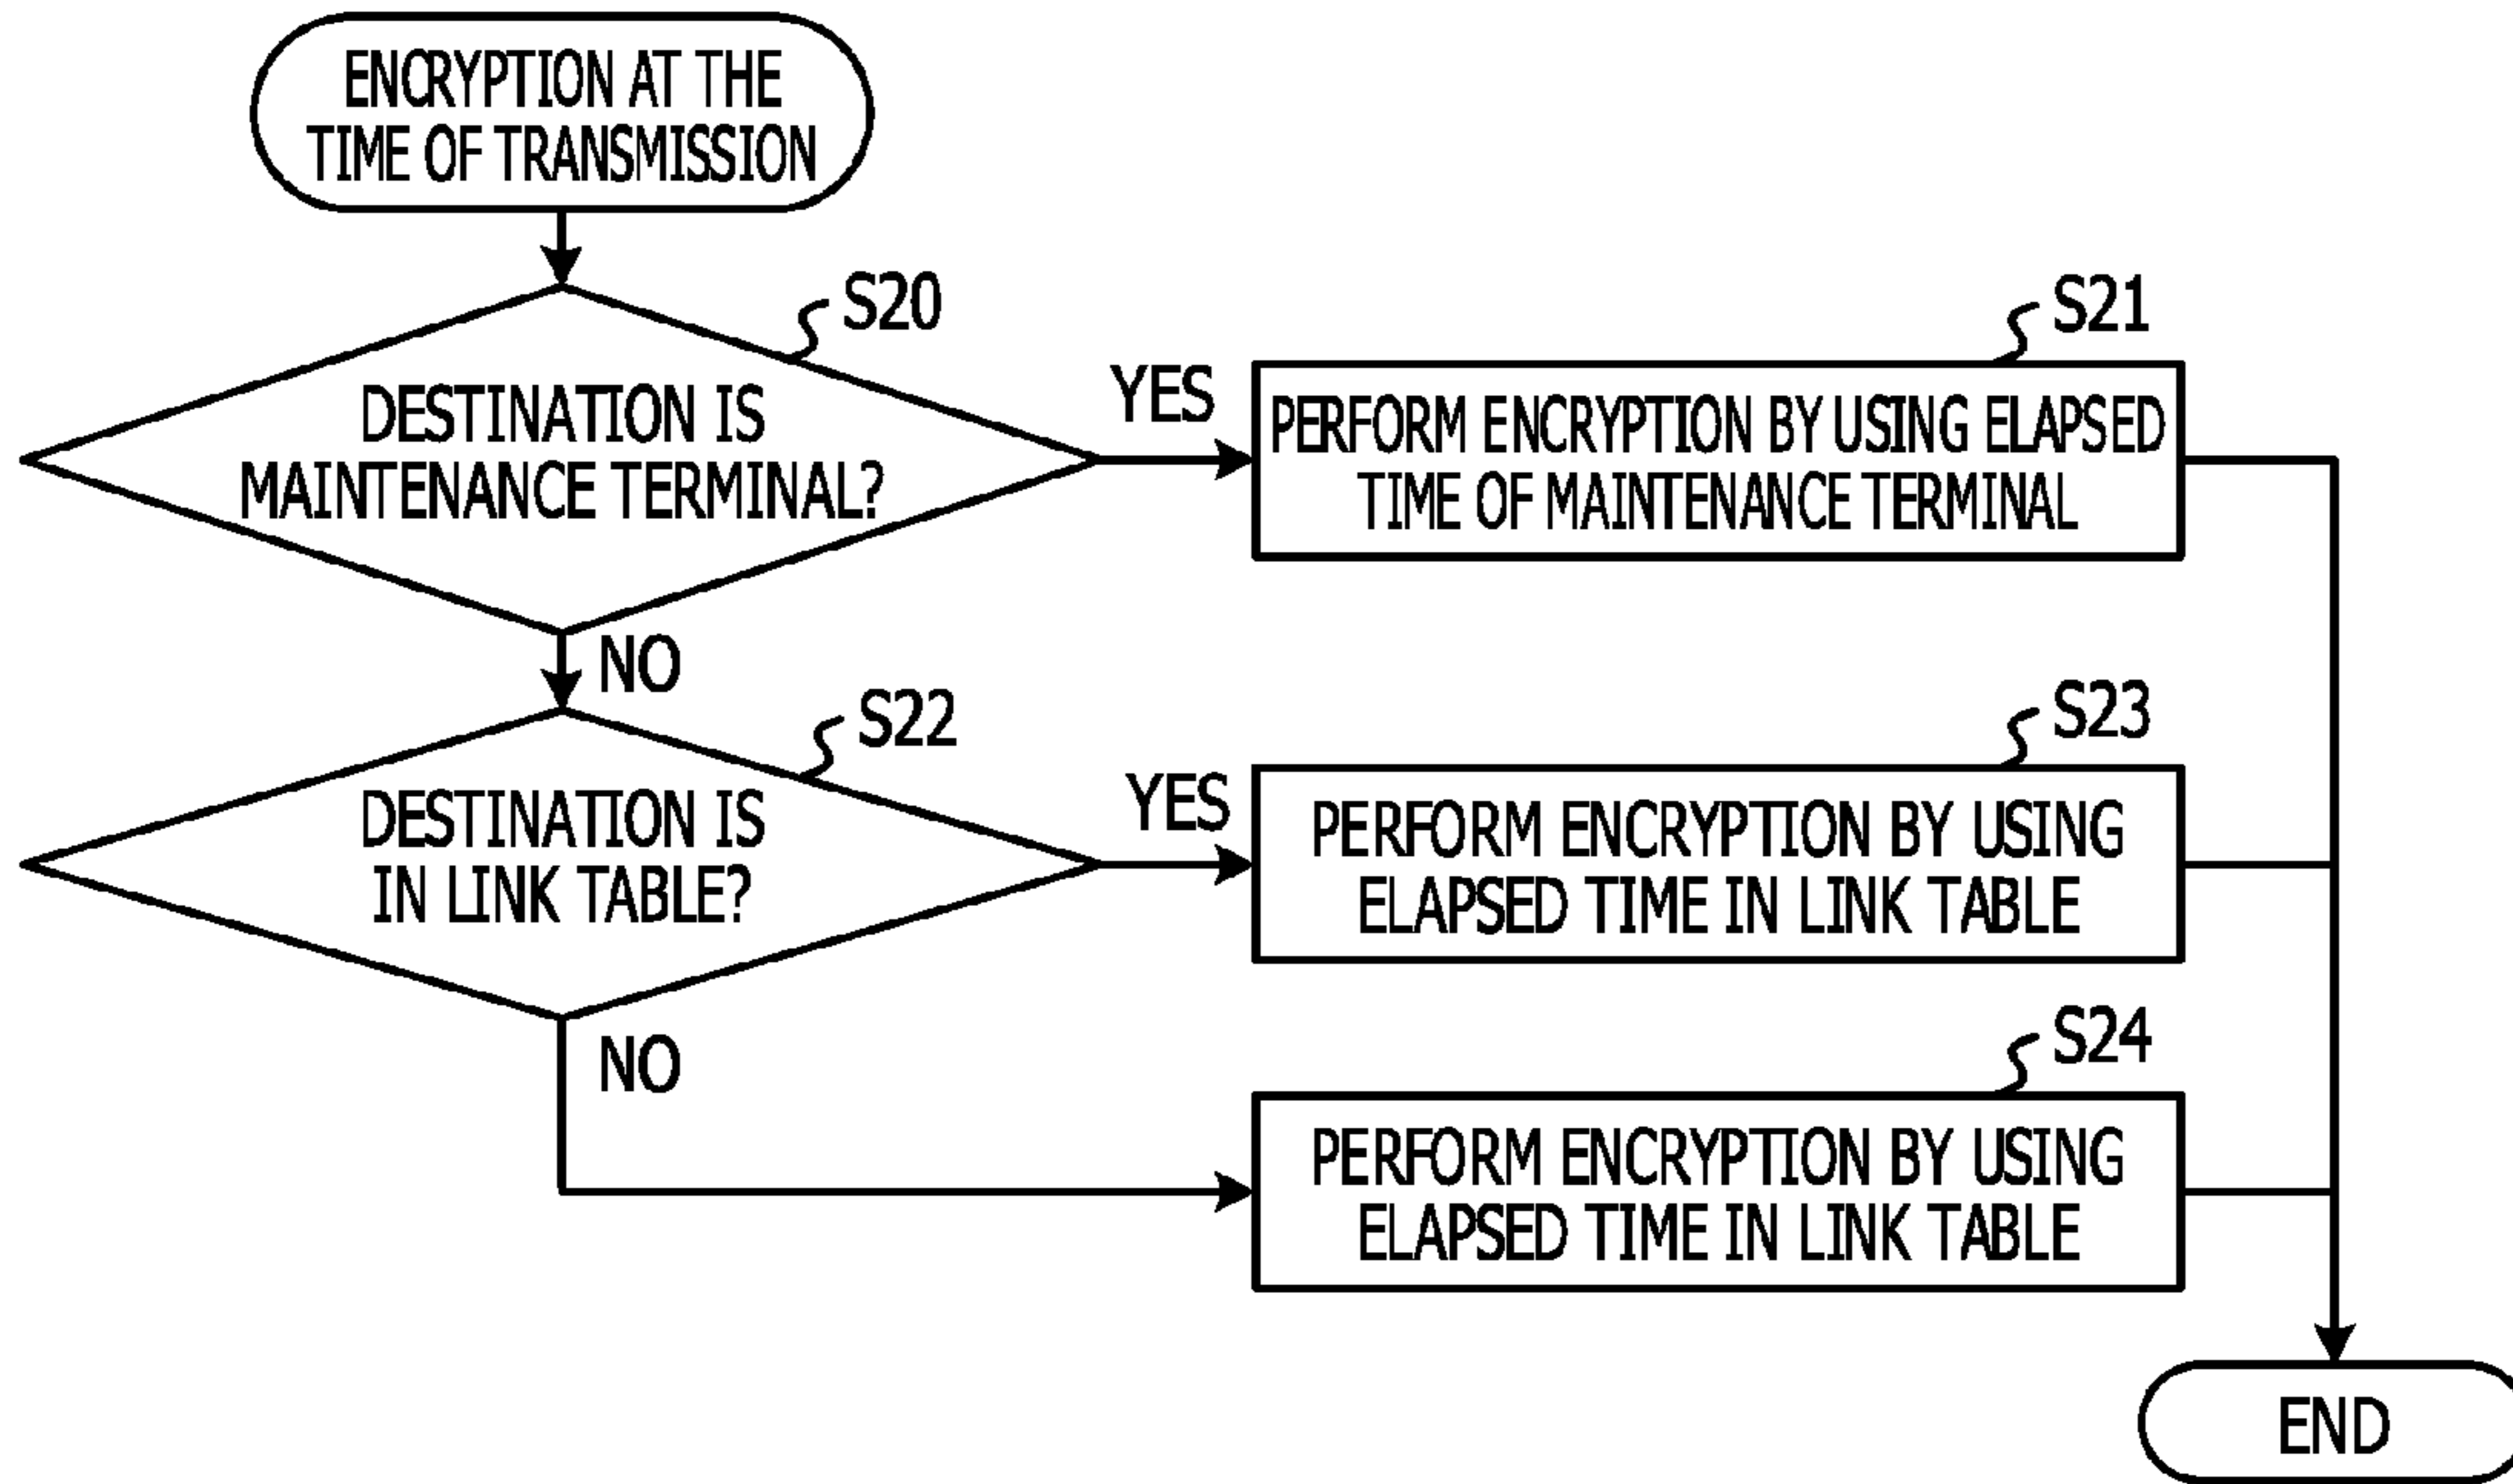 ENCRYPTION AT THE
TIME OF TRANSMISSION
S20
DESTINATION IS
MAINTENANCE TERMINAL?
YES
S21
PERFORM ENCRYPTION BY USING ELAPSED
TIME OF MAINTENANCE TERMINAL
NO
S22
DESTINATION IS
IN LINK TABLE?
YES
S23
PERFORM ENCRYPTION BY USING
ELAPSED TIME IN LINK TABLE
NO
S24
PERFORM ENCRYPTION BY USING
ELAPSED TIME IN LINK TABLE
END